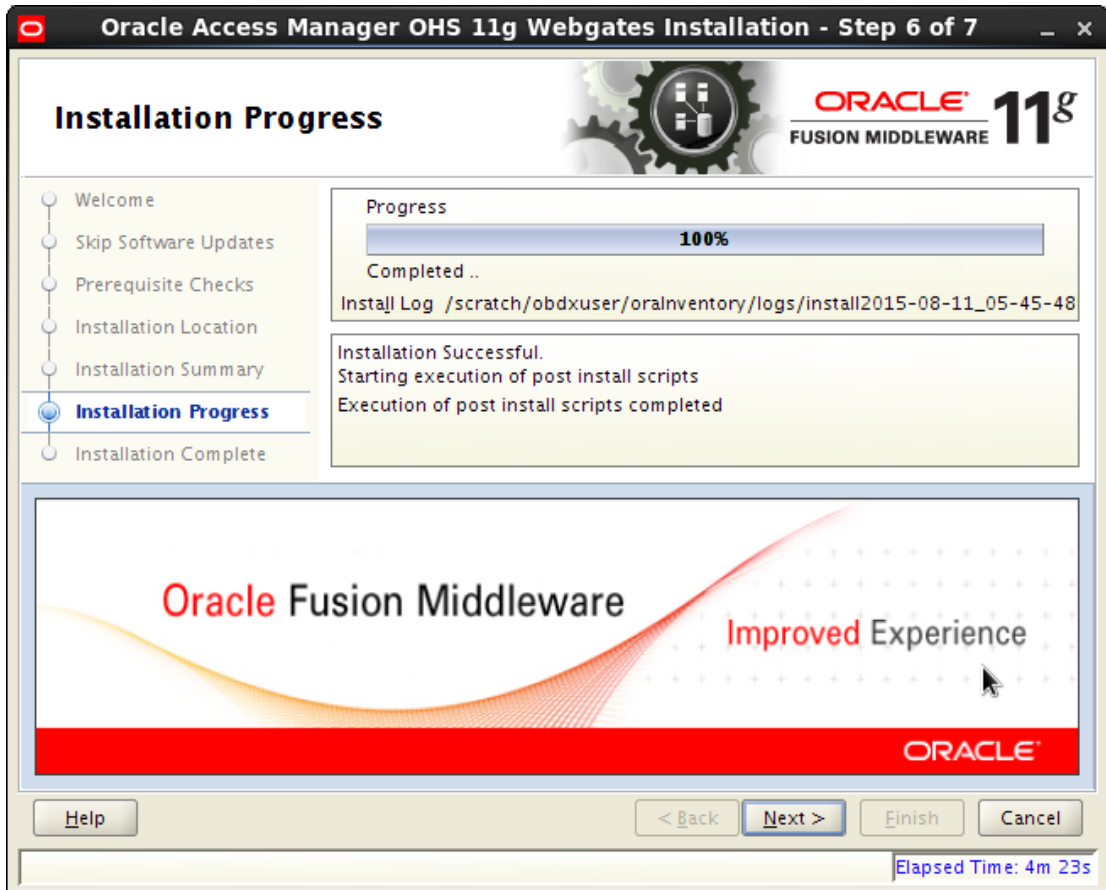 Oracle Access Manager OHS 11g Webgates Installation - Step 6 of 7
Installation Progress
ORACLE
FUSION MIDDLEWARE 11g
Welcome
Skip Software Updates
Prerequisite Checks
Installation Location
Installation Summary
Installation Progress
Installation Complete
Progress
100%
Completed ..
Install Log /scratch/obdxuser/oraInventory/logs/install2015-08-11_05-45-48
Installation Successful.
Starting execution of post install scripts
Execution of post install scripts completed
Oracle Fusion Middleware
Improved Experience
ORACLE
Help
< Back
Next >
Finish
Cancel
Elapsed Time: 4m 23s